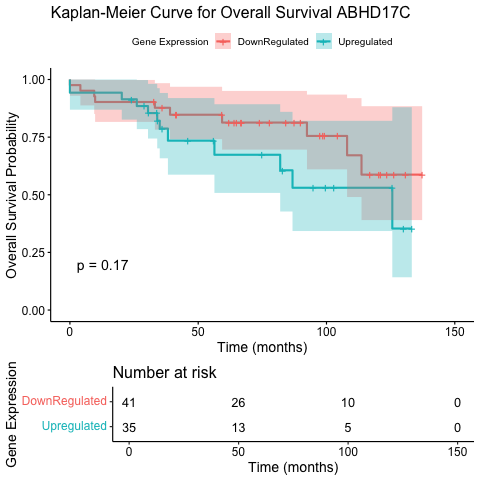 Kaplan-Meier Curve for Overall Survival ABHD17C
Gene Expression DownRegulated Upregulated
Overall Survival Probability
1.00
0.75
0.50
0.25
0.00
p = 0.17
0 50 100 150
Time (months)
Number at risk
Gene Expression
DownRegulated 41 26 10 0
Upregulated 35 13 5 0
0 50 100 150
Time (months)